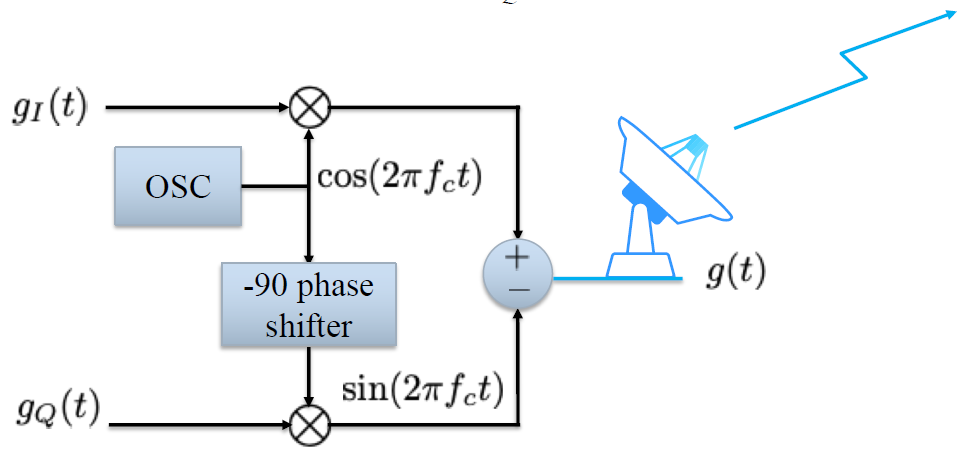 g_I(t)
OSC
cos(2πf_ct)
+
−
g(t)
-90 phase
shifter
sin(2πf_ct)
g_Q(t)